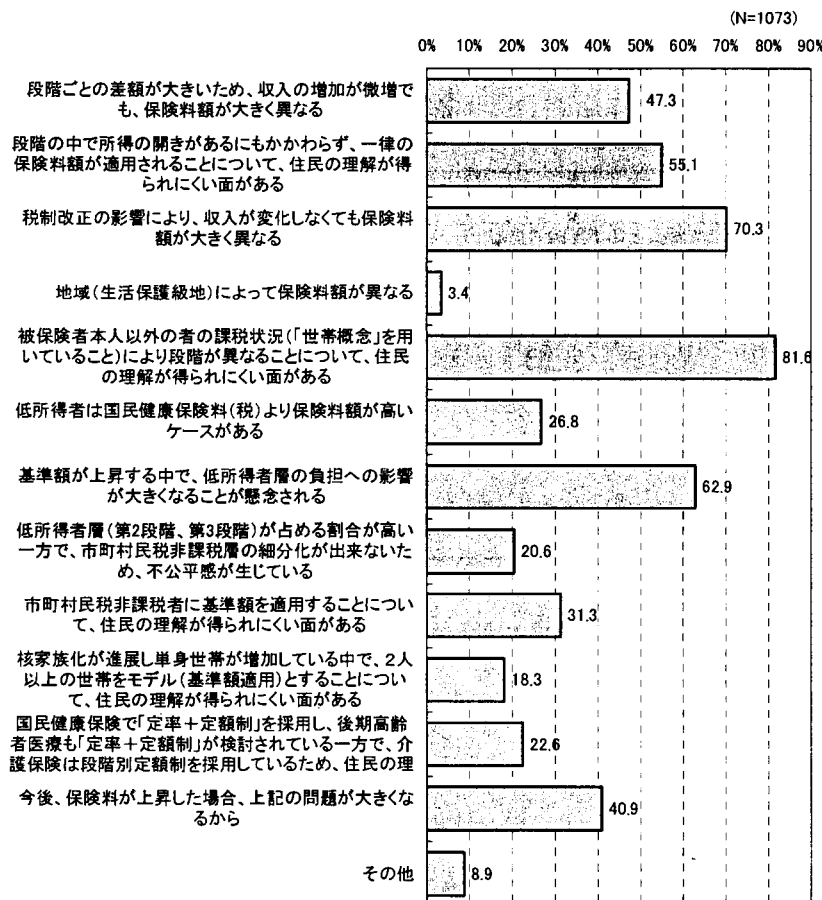 (N=1073)
0% 10% 20% 30% 40% 50% 60% 70% 80% 90%
段階ごとの差額が大きいため、収入の増加が微増で
も、保険料額が大きく異なる
47.3
段階の中で所得の開きがあるにもかかわらず、一律の
保険料額が適用されることについて、住民の理解が得
られにくい面がある
55.1
税制改正の影響により、収入が変化しなくても保険料
額が大きく異なる
70.3
地域(生活保護級地)によって保険料額が異なる
3.4
被保険者本人以外の者の課税状況(「世帯概念」を用
いていること)により段階が異なることについて、住民
の理解が得られにくい面がある
81.6
低所得者は国民健康保険料(税)より保険料額が高い
ケースがある
26.8
基準額が上昇する中で、低所得者層の負担への影響
が大きくなることが懸念される
62.9
低所得者層(第2段階、第3段階)が占める割合が高い
一方で、市町村民税非課税層の細分化が出来ないた
め、不公平感が生じている
20.6
市町村民税非課税者に基準額を適用することについ
て、住民の理解が得られにくい面がある
31.3
核家族化が進展し単身世帯が増加している中で、2人
以上の世帯をモデル(基準額適用)とすることについ
て、住民の理解が得られにくい面がある
18.3
国民健康保険で「定率+定額制」を採用し、後期高齢
者医療も「定率+定額制」が検討されている一方で、介
護保険は段階別定額制を採用しているため、住民の理
22.6
今後、保険料が上昇した場合、上記の問題が大きくな
るから
40.9
その他
8.9